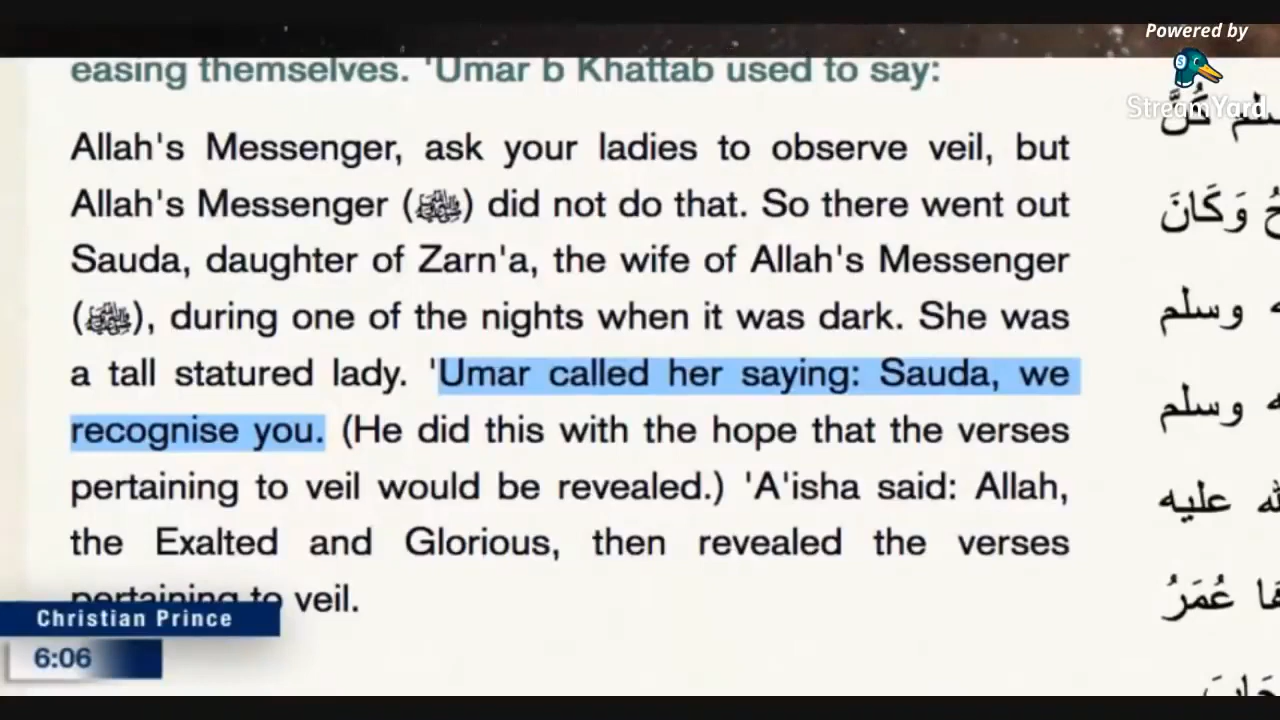 Powered by
StreamYard
easing themselves. 'Umar b Khattab used to say:
Allah's Messenger, ask your ladies to observe veil, but
Allah's Messenger (ﷺ) did not do that. So there went out
Sauda, daughter of Zarn'a, the wife of Allah's Messenger
(ﷺ), during one of the nights when it was dark. She was
a tall statured lady. 'Umar called her saying: Sauda, we
recognise you. (He did this with the hope that the verses
pertaining to veil would be revealed.) 'A'isha said: Allah,
the Exalted and Glorious, then revealed the verses
pertaining to veil.
وَكَانَ
وسلم
وسلم
عليه
عُمَرُ
Christian Prince
6:06